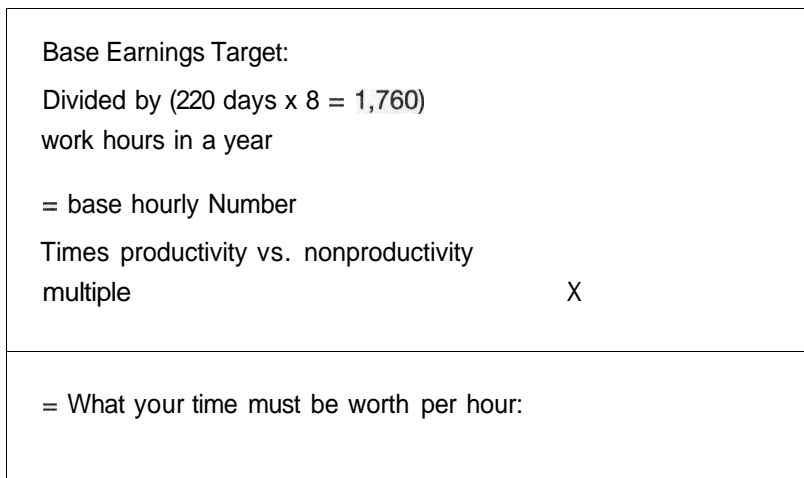 Base Earnings Target:
Divided by (220 days x 8 = 1,760)
work hours in a year
= base hourly Number
Times productivity vs. nonproductivity
multiple X
= What your time must be worth per hour: